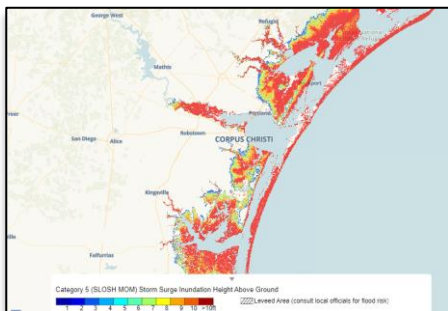 George West
Refugio
Mathis
Portland
Robstown
San Diego
Alice
CORPUS CHRISTI
Kingsville
Falfurrias
Category 5 (SLOSH MOM) Storm Surge Inundation Height Above Ground
1 2 3 4 5 6 7 8 9 10 >10ft
Leveed Area (consult local officials for flood risk)